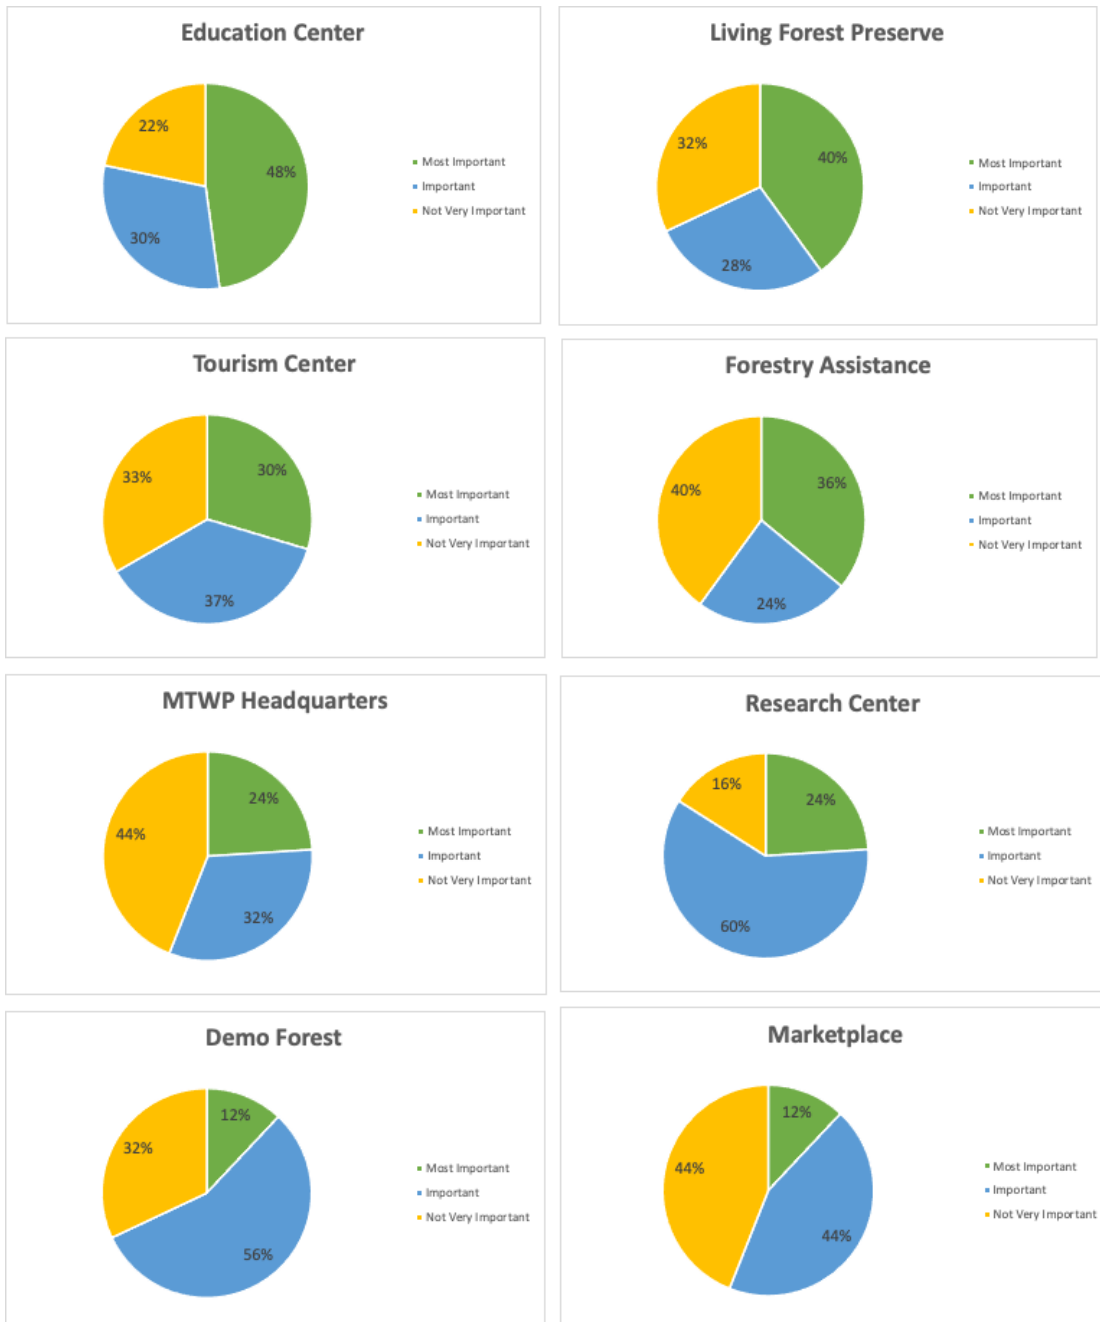 Education Center
22%
48%
30%
Most Important
Important
Not Very Important
Living Forest Preserve
32%
40%
28%
Most Important
Important
Not Very Important
Tourism Center
33%
30%
37%
Most Important
Important
Not Very Important
Forestry Assistance
40%
36%
24%
Most Important
Important
Not Very Important
MTWP Headquarters
44%
24%
32%
Most Important
Important
Not Very Important
Research Center
16%
24%
60%
Most Important
Important
Not Very Important
Demo Forest
12%
32%
56%
Most Important
Important
Not Very Important
Marketplace
12%
44%
44%
Most Important
Important
Not Very Important